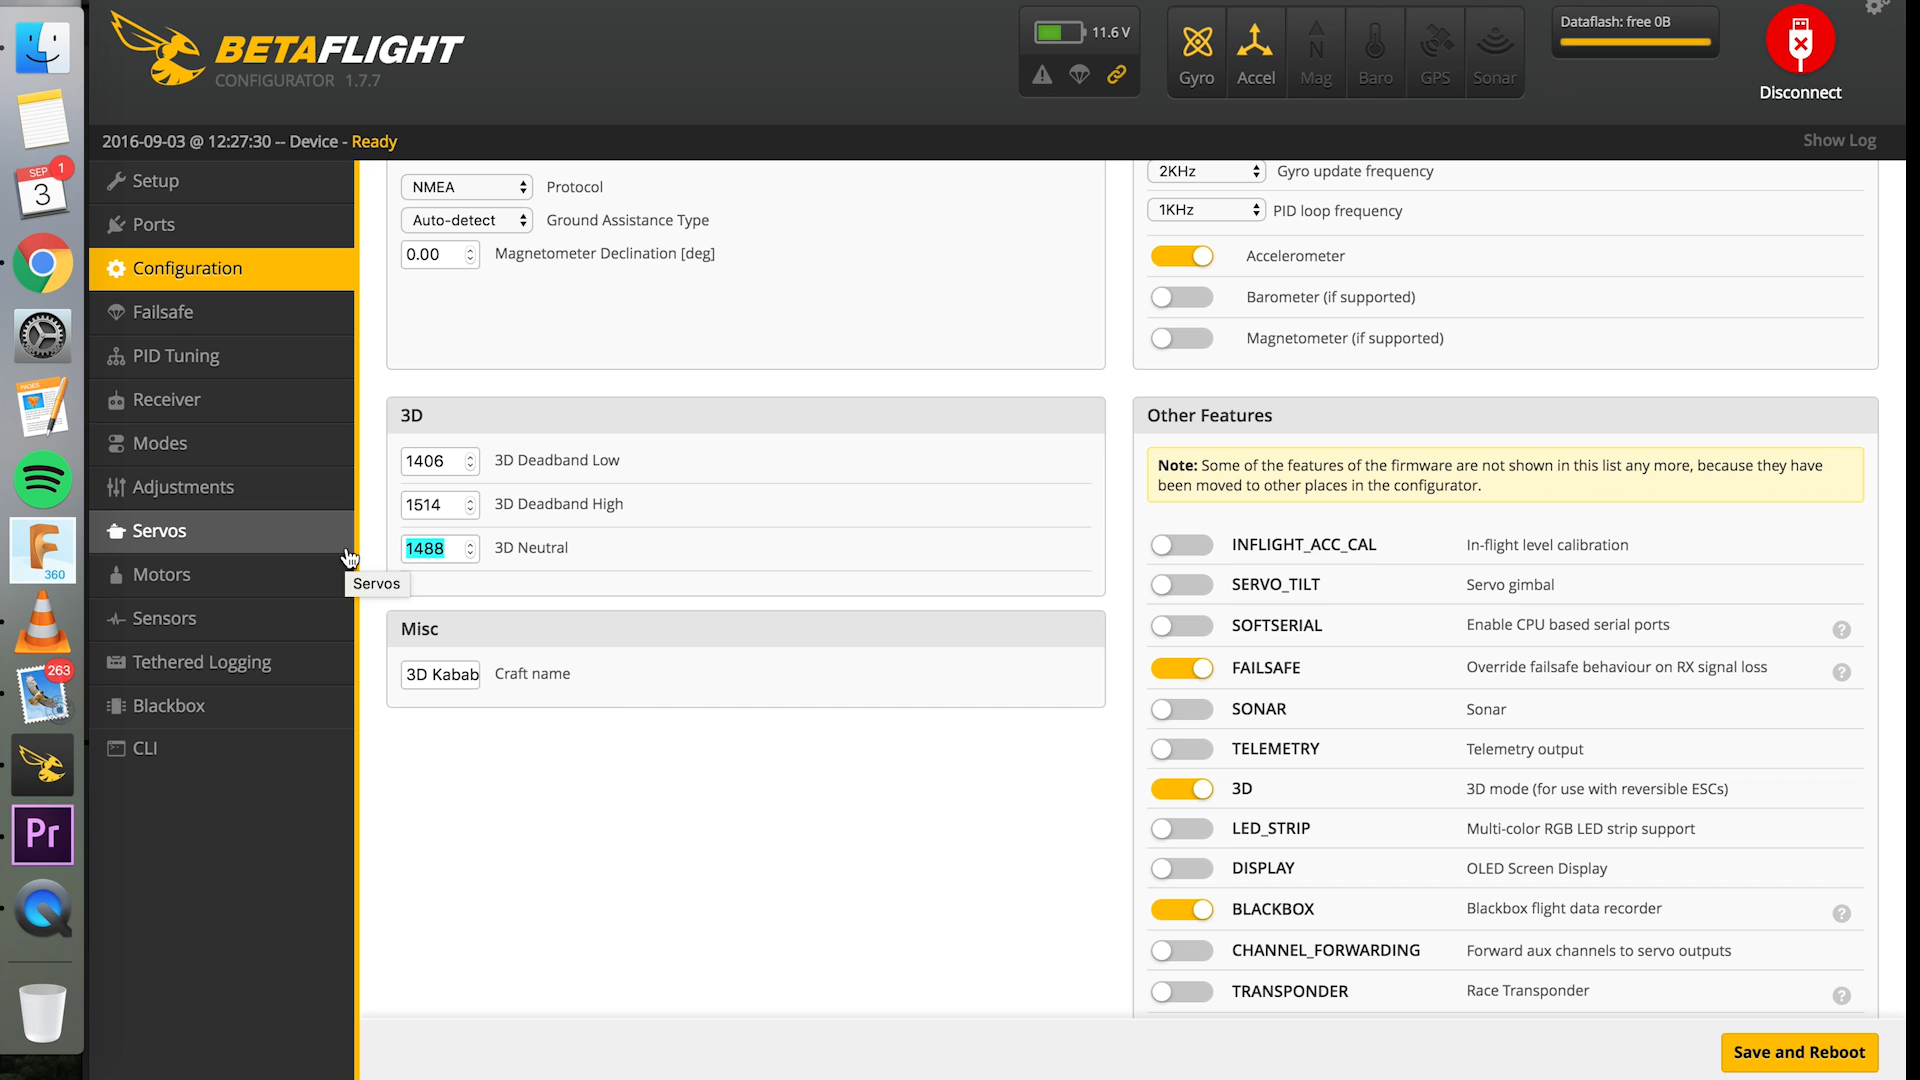 BETAFLIGHT
CONFIGURATOR 1.7.7
11.6 V
Gyro
Accel
Mag
Baro
GPS
Sonar
Dataflash: free 0B
Disconnect
2016-09-03 @ 12:27:30 -- Device - Ready
Show Log
SEP
3
1
PAGES
360
263
Pr
Setup
Ports
Configuration
Failsafe
PID Tuning
Receiver
Modes
Adjustments
Servos
Motors
Sensors
Tethered Logging
Blackbox
CLI
Servos
NMEA Protocol
Auto-detect Ground Assistance Type
0.00 Magnetometer Declination [deg]
2KHz Gyro update frequency
1KHz PID loop frequency
Accelerometer
Barometer (if supported)
Magnetometer (if supported)
3D
1406 3D Deadband Low
1514 3D Deadband High
1488 3D Neutral
Misc
3D Kabab Craft name
Other Features
Note: Some of the features of the firmware are not shown in this list any more, because they have
been moved to other places in the configurator.
INFLIGHT_ACC_CAL In-flight level calibration
SERVO_TILT Servo gimbal
SOFTSERIAL Enable CPU based serial ports ?
FAILSAFE Override failsafe behaviour on RX signal loss ?
SONAR Sonar
TELEMETRY Telemetry output
3D 3D mode (for use with reversible ESCs)
LED_STRIP Multi-color RGB LED strip support
DISPLAY OLED Screen Display
BLACKBOX Blackbox flight data recorder ?
CHANNEL_FORWARDING Forward aux channels to servo outputs
TRANSPONDER Race Transponder ?
Save and Reboot